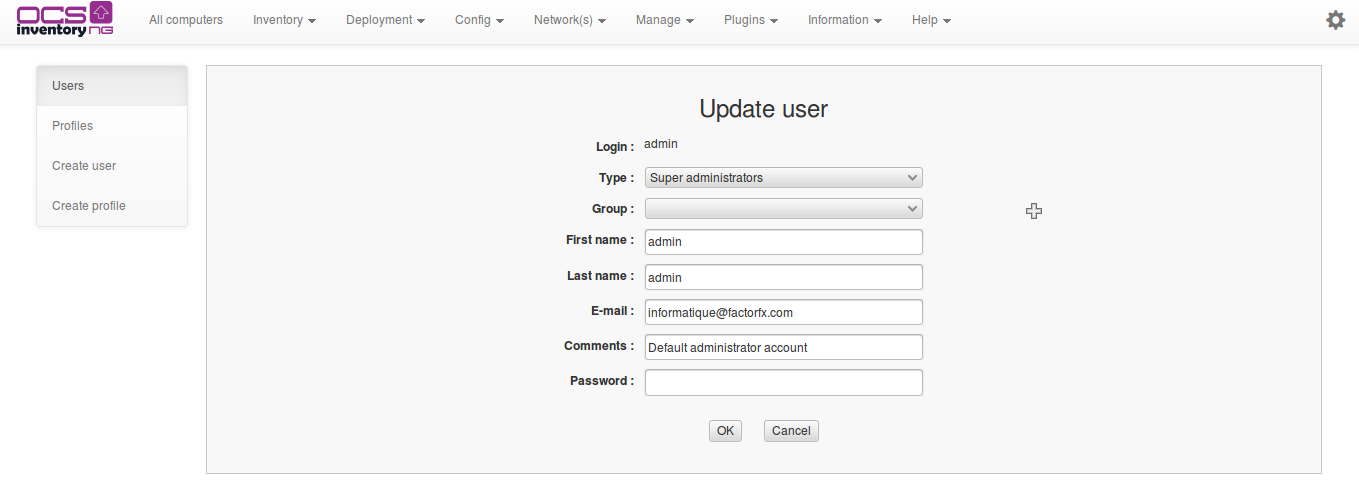 OCS
inventory NG
All computers Inventory Deployment Config Network(s) Manage Plugins Information Help
Users
Profiles
Create user
Create profile
Update user
Login : admin
Type : Super administrators
Group :
First name : admin
Last name : admin
E-mail : informatique@factorfx.com
Comments : Default administrator account
Password :
OK Cancel